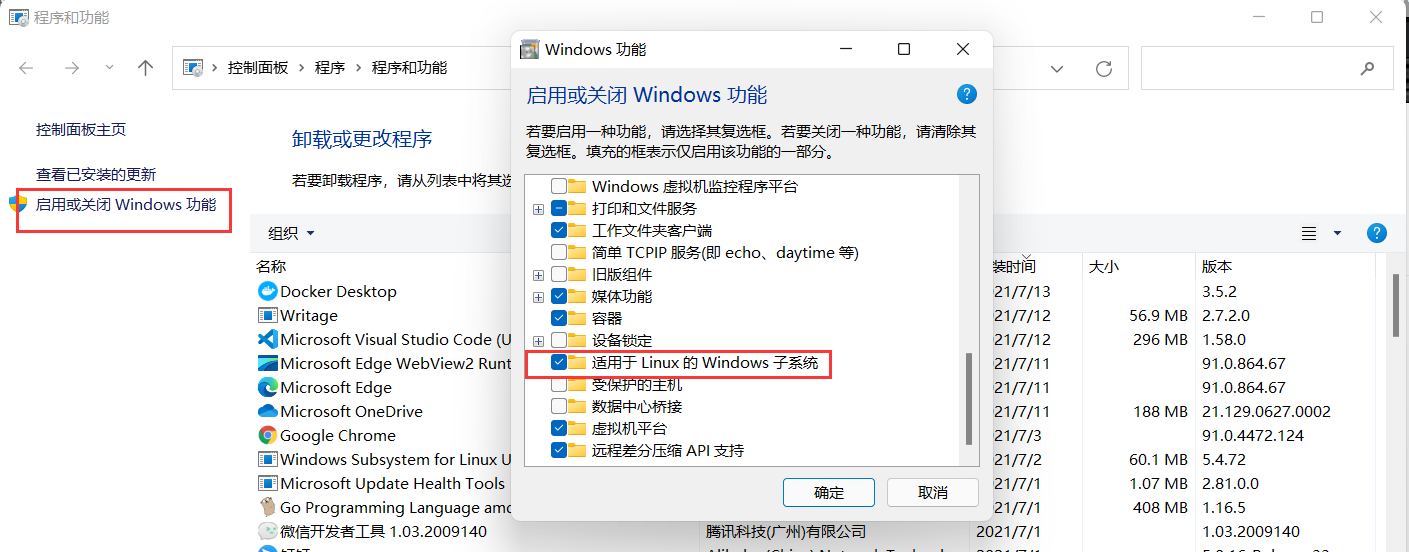 程序和功能
控制面板 › 程序 › 程序和功能
控制面板主页
查看已安装的更新
启用或关闭 Windows 功能
卸载或更改程序
若要卸载程序，请从列表中将其选
组织
名称
装时间
大小
版本
Docker Desktop
2021/7/13
3.5.2
Writage
2021/7/12
56.9 MB
2.7.2.0
Microsoft Visual Studio Code (U
2021/7/12
296 MB
1.58.0
Microsoft Edge WebView2 Runt
2021/7/11
91.0.864.67
Microsoft Edge
2021/7/11
91.0.864.67
Microsoft OneDrive
2021/7/11
188 MB
21.129.0627.0002
Google Chrome
2021/7/3
91.0.4472.124
Windows Subsystem for Linux U
2021/7/2
60.1 MB
5.4.72
Microsoft Update Health Tools
2021/7/1
1.07 MB
2.81.0.0
Go Programming Language amd
2021/7/1
408 MB
1.16.5
微信开发者工具 1.03.2009140
腾讯科技(广州)有限公司
2021/7/1
1.03.2009140
Windows 功能
启用或关闭 Windows 功能
若要启用一种功能，请选择其复选框。若要关闭一种功能，请清除其
复选框。填充的框表示仅启用该功能的一部分。
Windows 虚拟机监控程序平台
打印和文件服务
工作文件夹客户端
简单 TCPIP 服务(即 echo、daytime 等)
旧版组件
媒体功能
容器
设备锁定
适用于 Linux 的 Windows 子系统
受保护的主机
数据中心桥接
虚拟机平台
远程差分压缩 API 支持
确定
取消